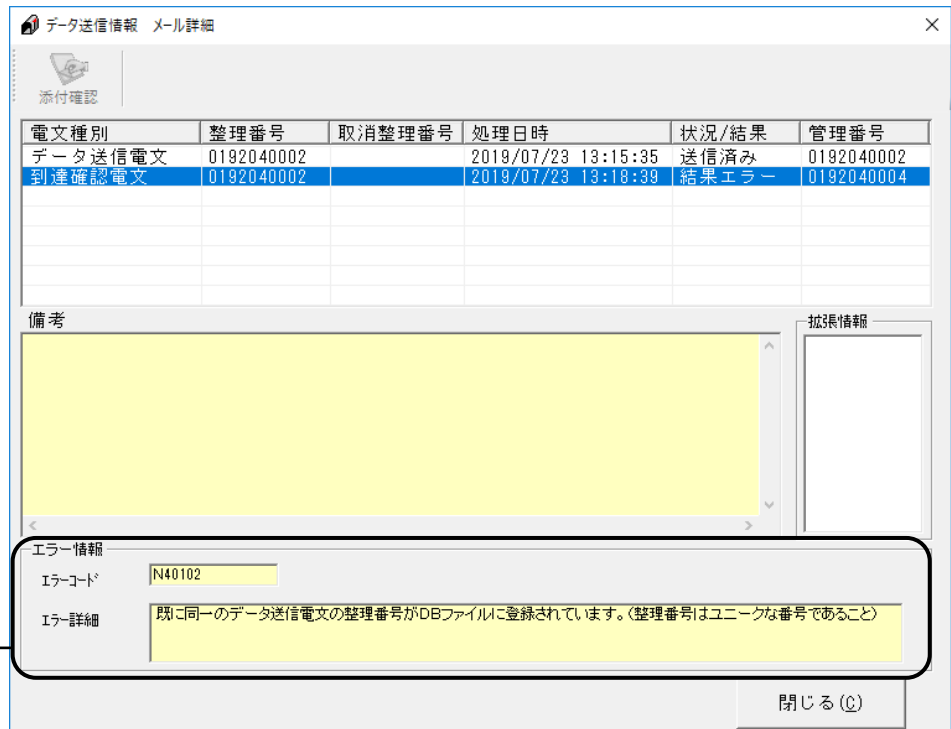 データ送信情報　メール詳細
添付確認
電文種別 整理番号 取消整理番号 処理日時 状況/結果 管理番号
データ送信電文 0192040002 2019/07/23 13:15:35 送信済み 0192040002
到達確認電文 0192040002 2019/07/23 13:18:39 結果エラー 0192040004
備考
拡張情報
エラー情報
エラーコード N40102
エラー詳細 既に同一のデータ送信電文の整理番号がDBファイルに登録されています。(整理番号はユニークな番号であること)
閉じる(C)